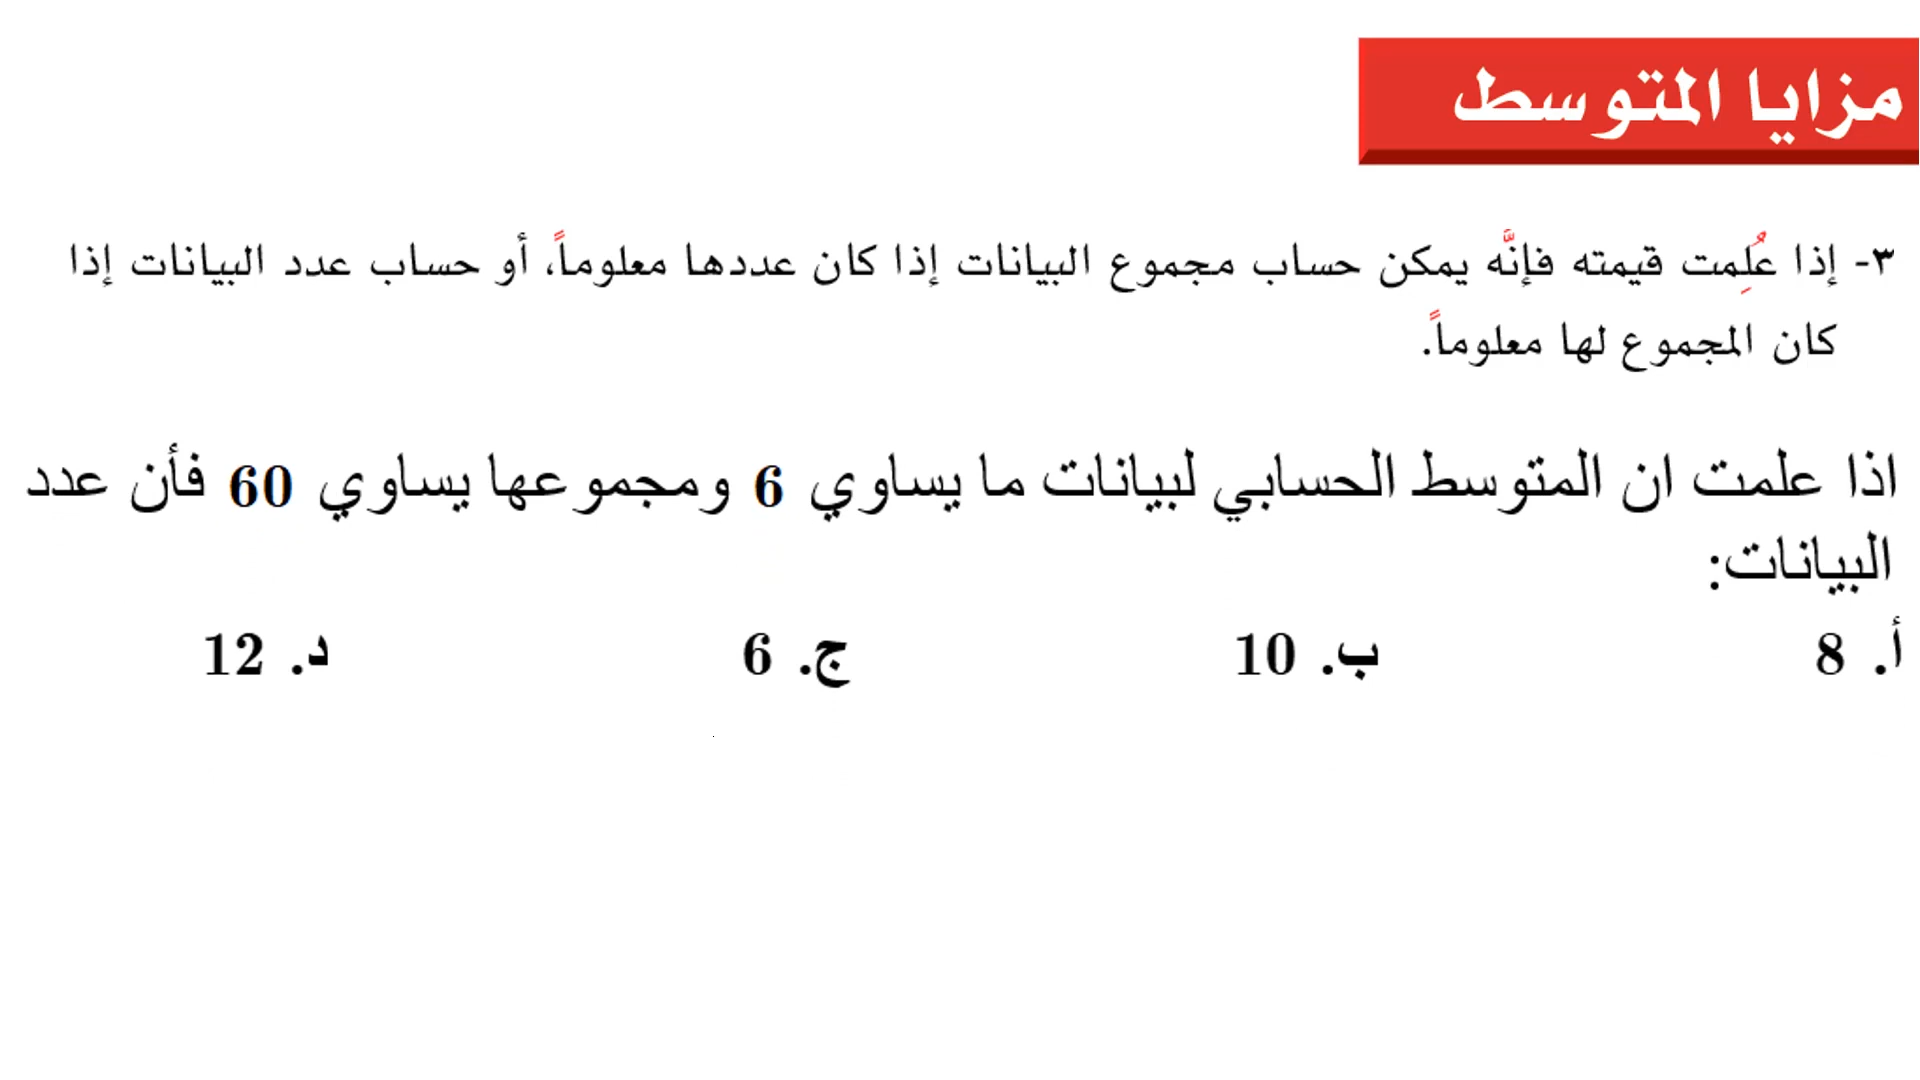 مزايا المتوسط
٣- إذا عُلِمت قيمته فإنَّه يمكن حساب مجموع البيانات إذا كان عددها معلوماً، أو حساب عدد البيانات إذا
كان المجموع لها معلوماً.
اذا علمت ان المتوسط الحسابي لبيانات ما يساوي 6 ومجموعها يساوي 60 فأن عدد
البيانات:
أ. 8 ب. 10 ج. 6 د. 12